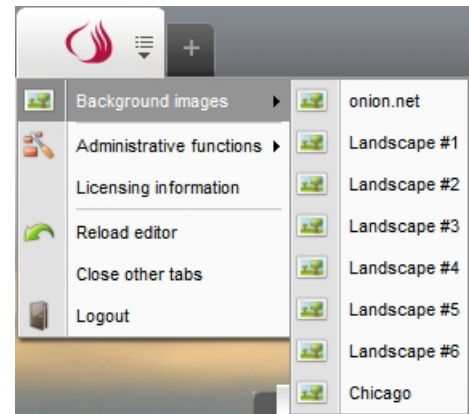 Background images
Administrative functions
Licensing information
Reload editor
Close other tabs
Logout
onion.net
Landscape #1
Landscape #2
Landscape #3
Landscape #4
Landscape #5
Landscape #6
Chicago